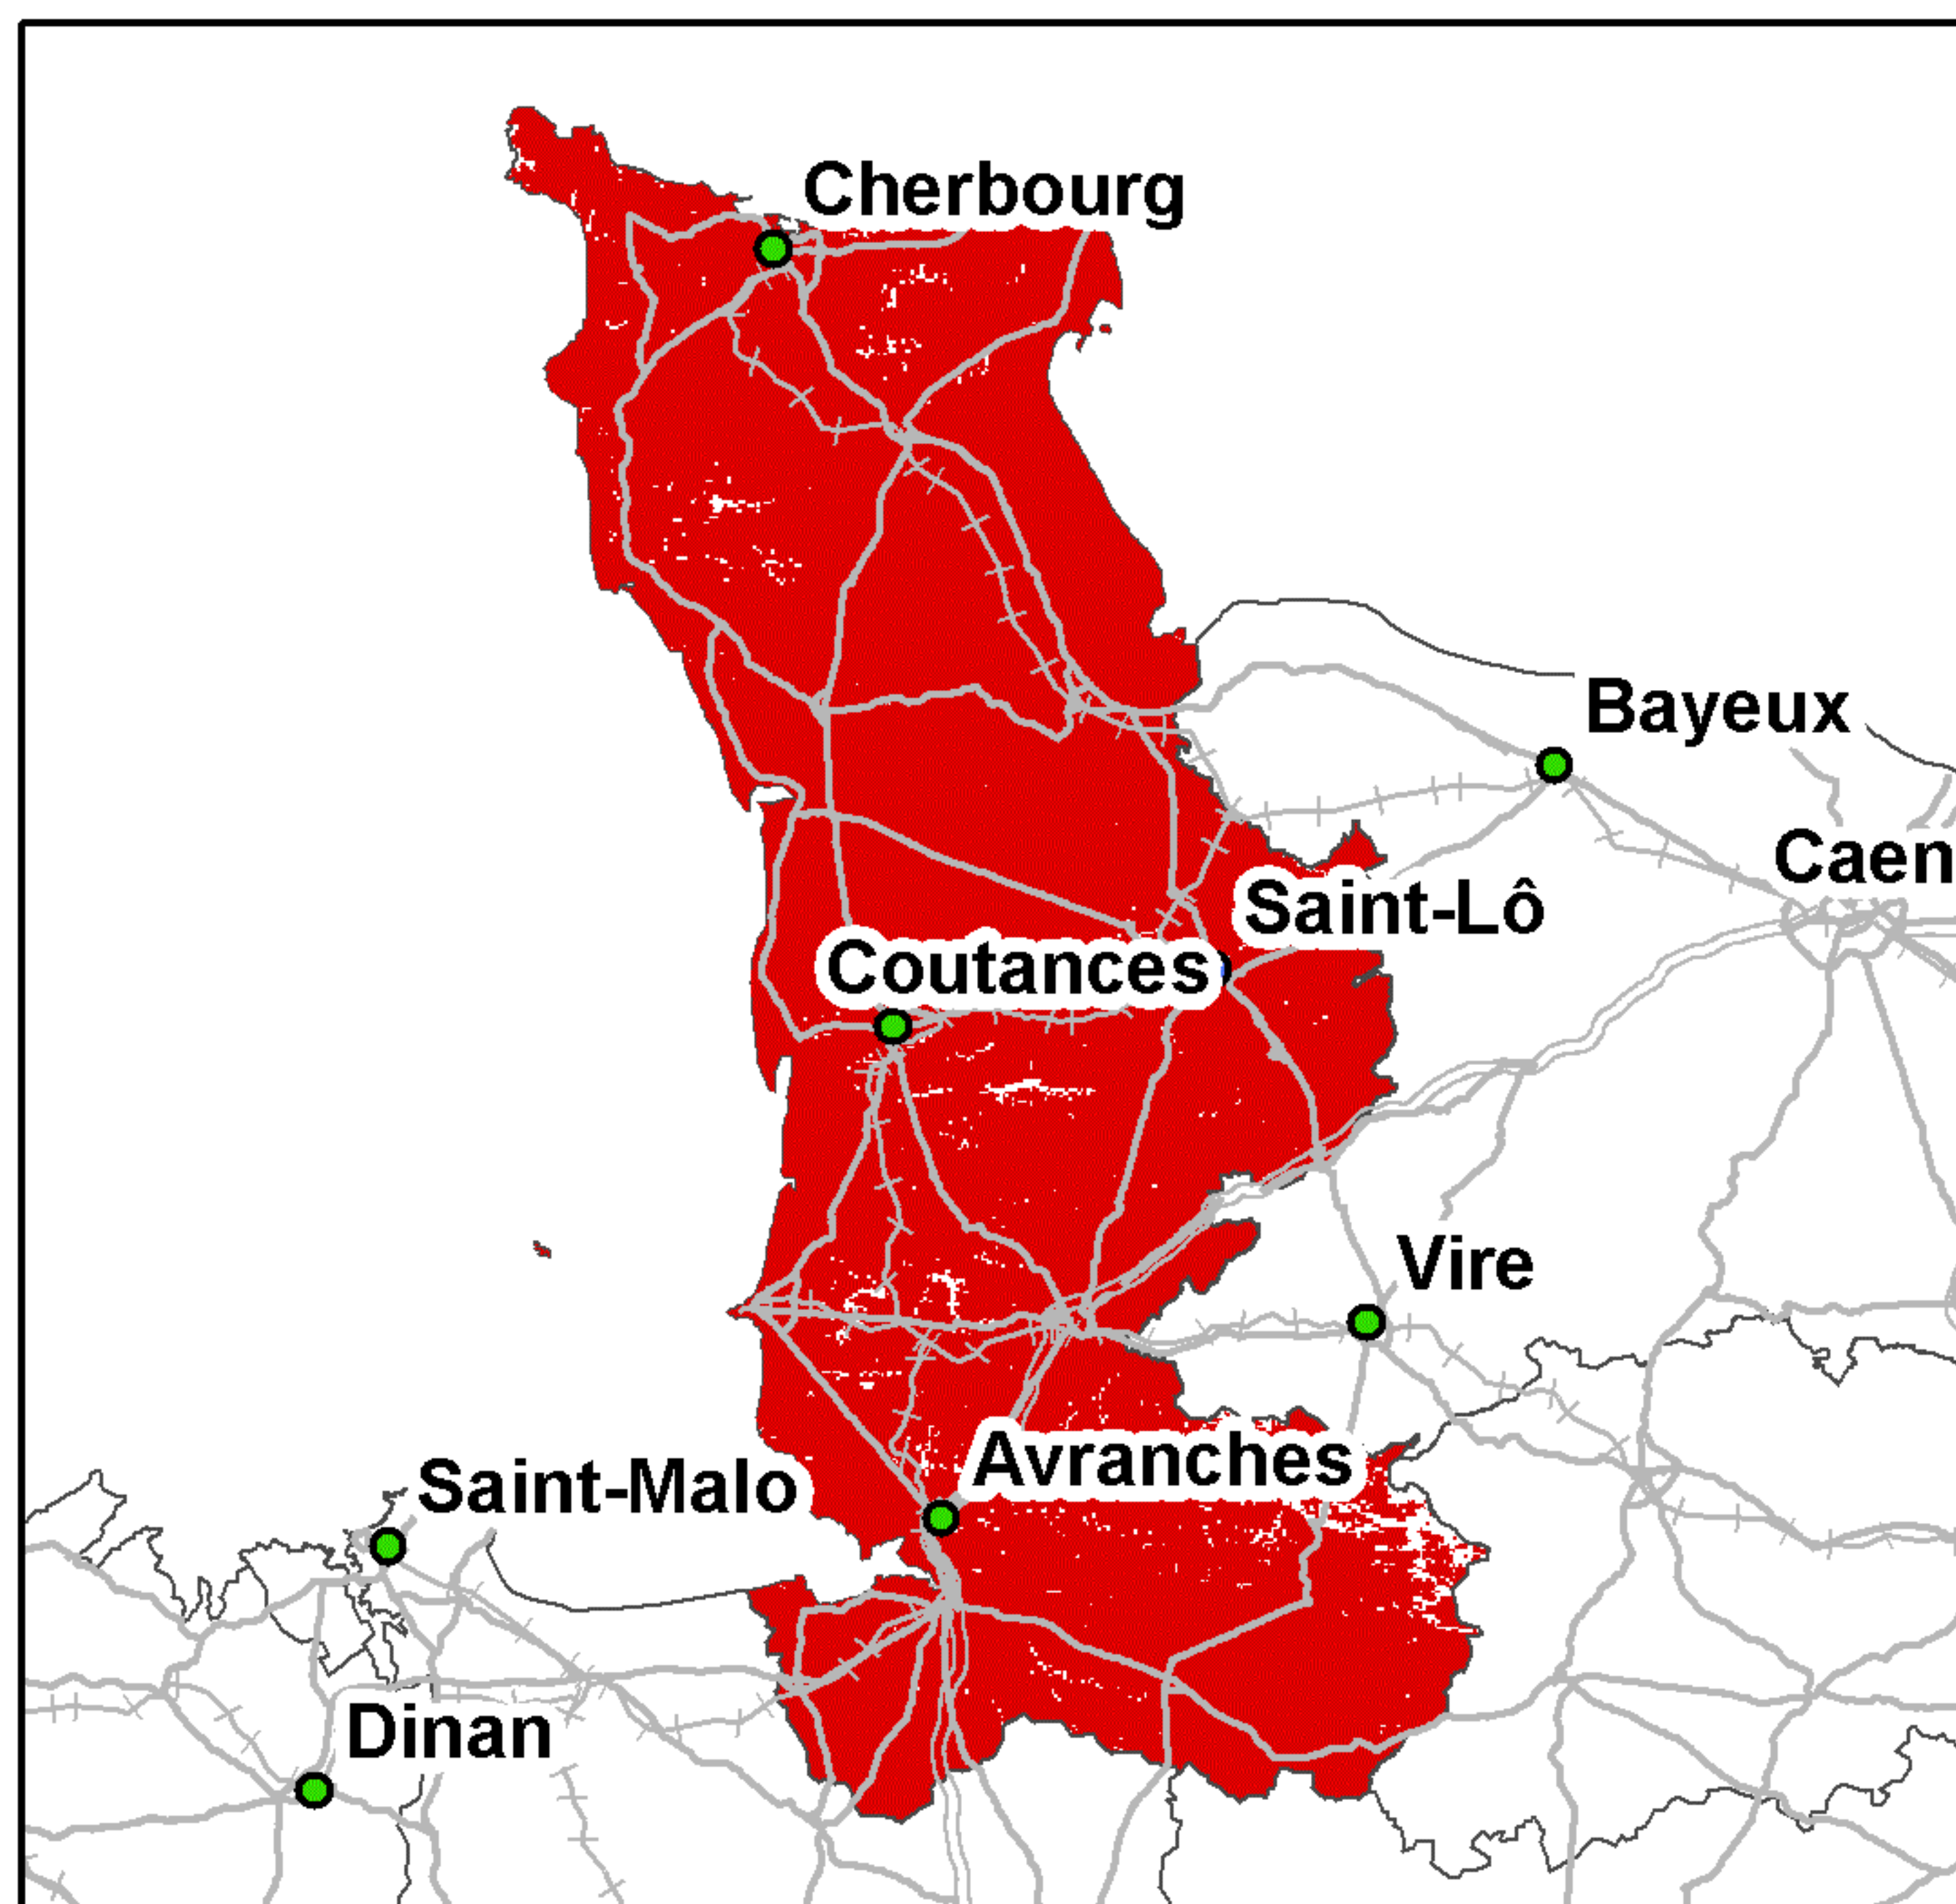 Cherbourg
Bayeux
Caen
Saint-Lô
Coutances
Vire
Avranches
Saint-Malo
Dinan